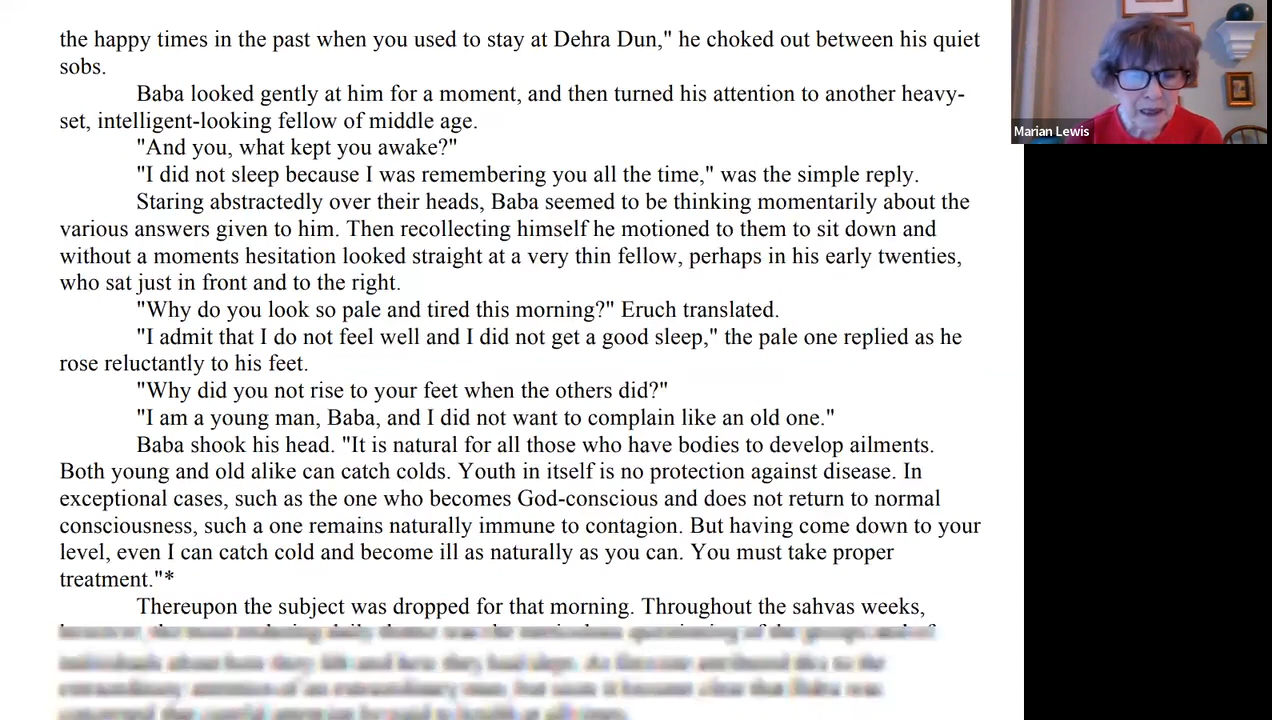 the happy times in the past when you used to stay at Dehra Dun," he choked out between his quiet
sobs.
Baba looked gently at him for a moment, and then turned his attention to another heavy-
set, intelligent-looking fellow of middle age.
"And you, what kept you awake?"
"I did not sleep because I was remembering you all the time," was the simple reply.
Staring abstractedly over their heads, Baba seemed to be thinking momentarily about the
various answers given to him. Then recollecting himself he motioned to them to sit down and
without a moments hesitation looked straight at a very thin fellow, perhaps in his early twenties,
who sat just in front and to the right.
"Why do you look so pale and tired this morning?" Eruch translated.
"I admit that I do not feel well and I did not get a good sleep," the pale one replied as he
rose reluctantly to his feet.
"Why did you not rise to your feet when the others did?"
"I am a young man, Baba, and I did not want to complain like an old one."
Baba shook his head. "It is natural for all those who have bodies to develop ailments.
Both young and old alike can catch colds. Youth in itself is no protection against disease. In
exceptional cases, such as the one who becomes God-conscious and does not return to normal
consciousness, such a one remains naturally immune to contagion. But having come down to your
level, even I can catch cold and become ill as naturally as you can. You must take proper
treatment."*
Thereupon the subject was dropped for that morning. Throughout the sahvas weeks,
Marian Lewis